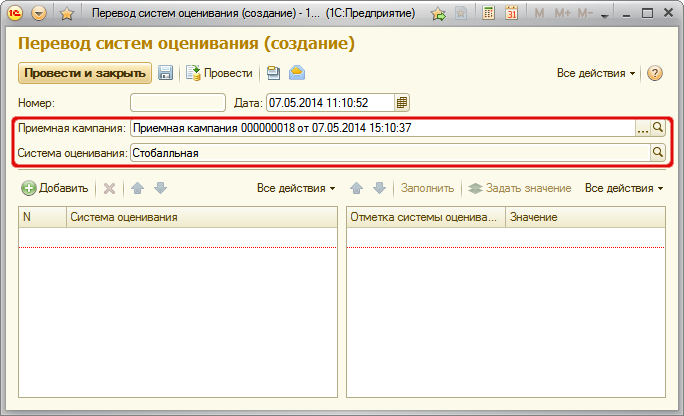 Перевод систем оценивания (создание) - 1... (1С:Предприятие)
M M+ M-
Перевод систем оценивания (создание)
Провести и закрыть Провести Все действия ?
Номер: Дата: 07.05.2014 11:10:52
Приемная кампания: Приемная кампания 000000018 от 07.05.2014 15:10:37 ...
Система оценивания: Стобалльная
Добавить Все действия Заполнить Задать значение Все действия
N Система оценивания Отметка системы оценива... Значение